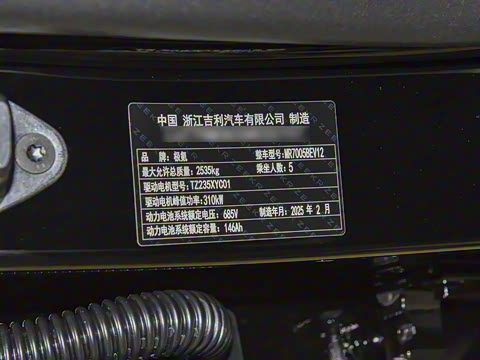 中国 浙江吉利汽车有限公司 制造
品 牌：极氪 整车型号：MR7005BEV12
最大允许总质量：2535kg 乘坐人数：5
驱动电机型号：TZ235XYC01
驱动电机峰值功率：310kW
动力电池系统额定电压：685V 制造年月：2025 年 2 月
动力电池系统额定容量：146Ah